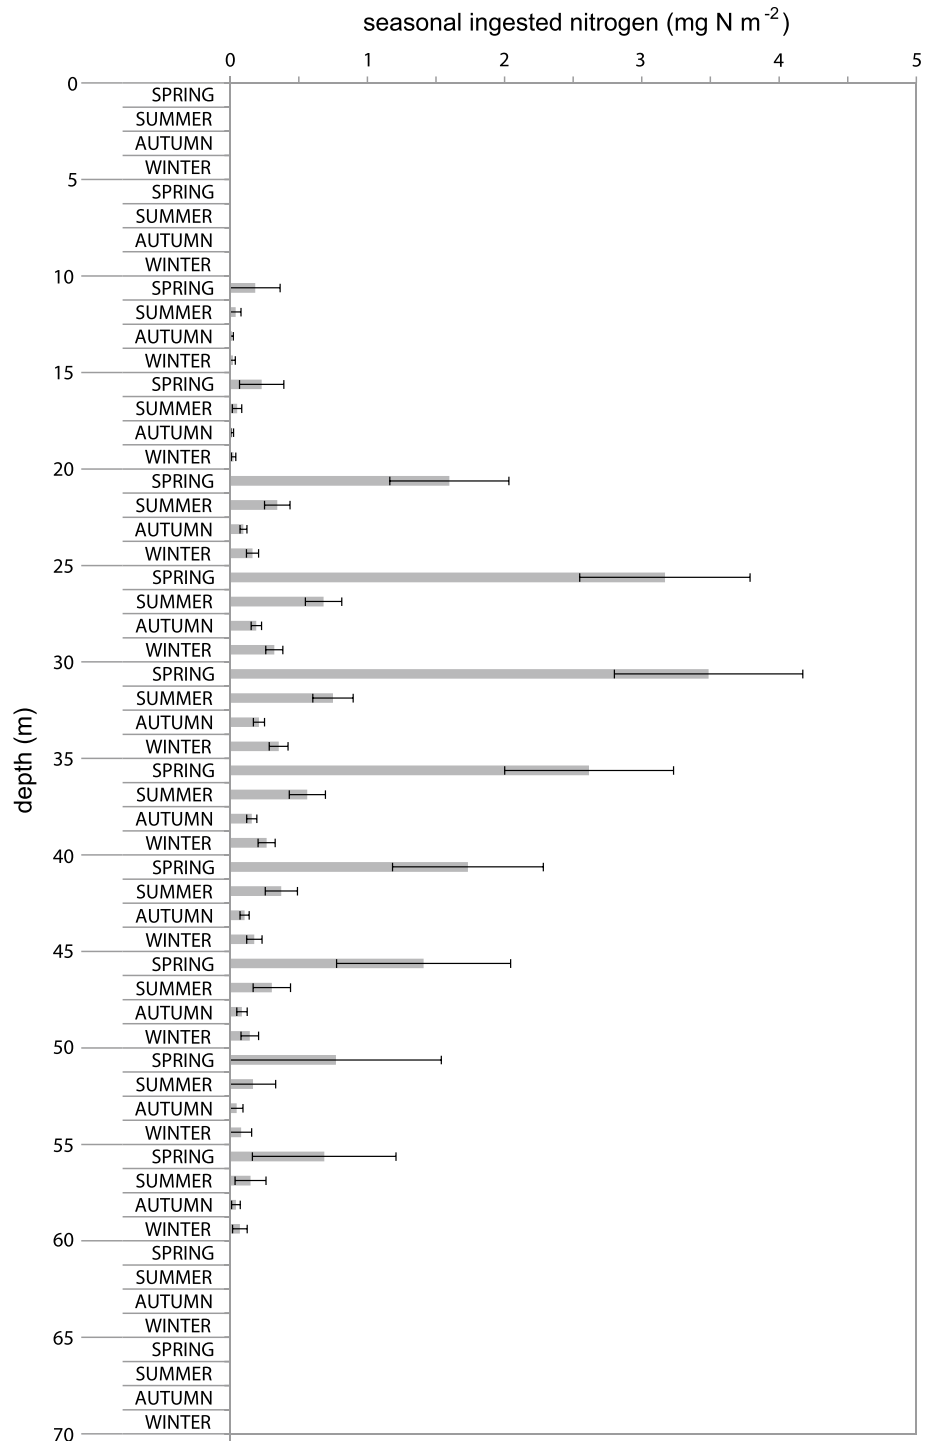 seasonal ingested nitrogen (mg N m-2)
0 1 2 3 4 5
0
SPRING
SUMMER
AUTUMN
WINTER
5
SPRING
SUMMER
AUTUMN
WINTER
10
SPRING
SUMMER
AUTUMN
WINTER
15
SPRING
SUMMER
AUTUMN
WINTER
20
SPRING
SUMMER
AUTUMN
WINTER
25
SPRING
SUMMER
AUTUMN
WINTER
30
SPRING
SUMMER
AUTUMN
WINTER
35
SPRING
SUMMER
AUTUMN
WINTER
40
SPRING
SUMMER
AUTUMN
WINTER
45
SPRING
SUMMER
AUTUMN
WINTER
50
SPRING
SUMMER
AUTUMN
WINTER
55
SPRING
SUMMER
AUTUMN
WINTER
60
SPRING
SUMMER
AUTUMN
WINTER
65
SPRING
SUMMER
AUTUMN
WINTER
70
depth (m)